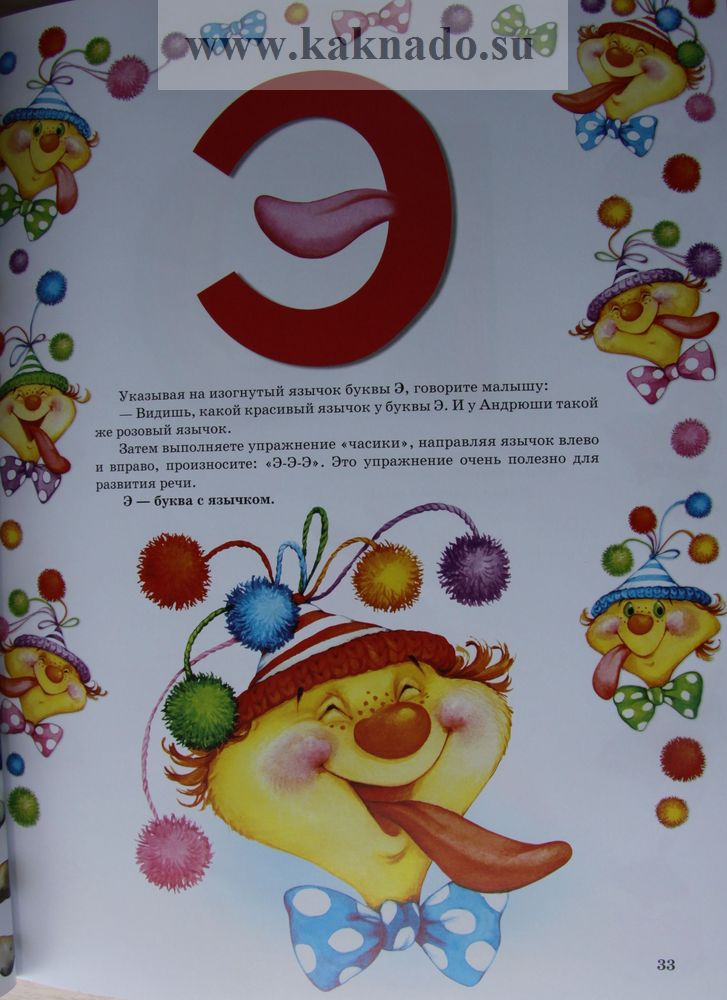 www.kaknado.su
Э
Указывая на изогнутый язычок буквы Э, говорите малышу:
— Видишь, какой красивый язычок у буквы Э. И у Андрюши такой
же розовый язычок.
Затем выполняете упражнение «часики», направляя язычок влево
и вправо, произносите: «Э-Э-Э». Это упражнение очень полезно для
развития речи.
Э — буква с язычком.
33